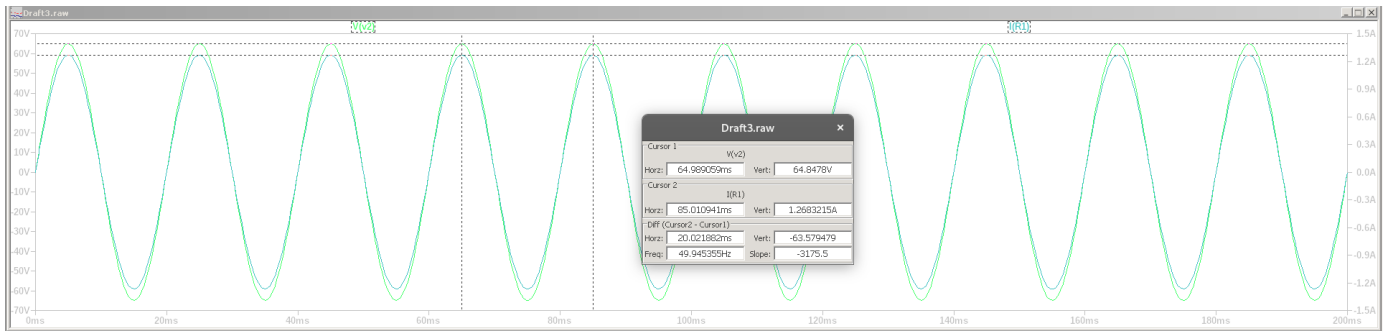 Draft3.raw
V(v2)
I(R1)
70V
60V
50V
40V
30V
20V
10V
0V
-10V
-20V
-30V
-40V
-50V
-60V
-70V
1.5A
1.2A
0.9A
0.6A
0.3A
0.0A
-0.3A
-0.6A
-0.9A
-1.2A
-1.5A
0ms
20ms
40ms
60ms
80ms
100ms
120ms
140ms
160ms
180ms
200ms
Draft3.raw
Cursor 1
V(v2)
Horz: 64.989059ms Vert: 64.8478V
Cursor 2
I(R1)
Horz: 85.010941ms Vert: 1.2683215A
Diff (Cursor2 - Cursor1)
Horz: 20.021882ms Vert: -63.579479
Freq: 49.945355Hz Slope: -3175.5